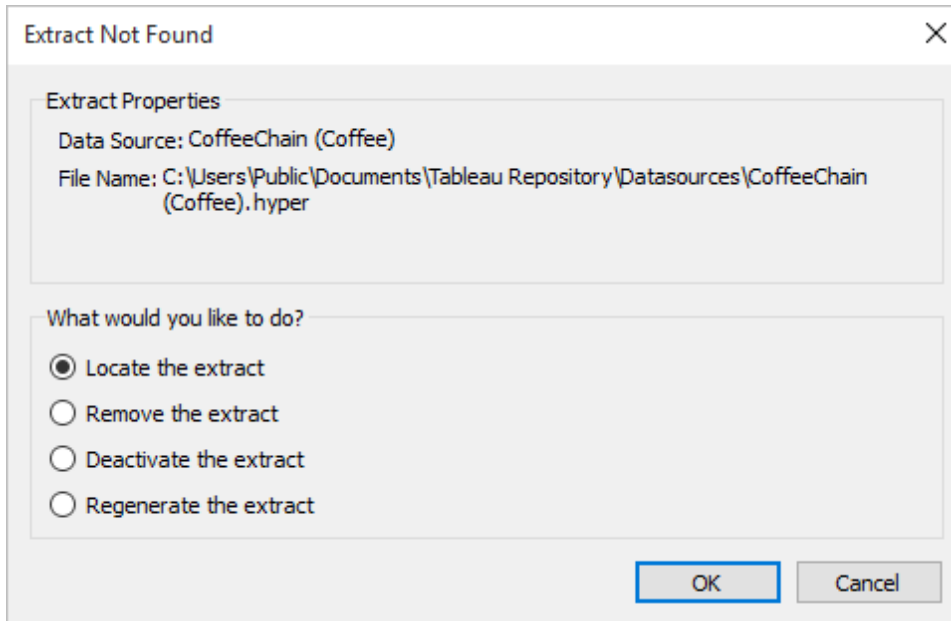 Extract Not Found
Extract Properties
Data Source: CoffeeChain (Coffee)
File Name: C:\Users\Public\Documents\Tableau Repository\Datasources\CoffeeChain
(Coffee).hyper
What would you like to do?
Locate the extract
Remove the extract
Deactivate the extract
Regenerate the extract
OK Cancel